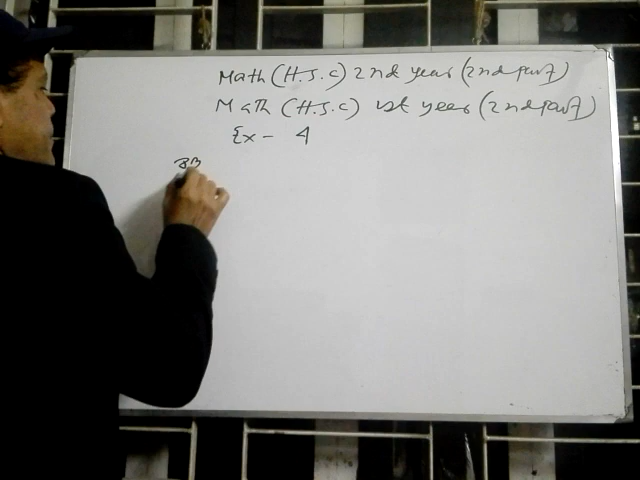 Math (H.S.C) 2nd year (2nd part)
Math (H.S.C) 1st year (2nd part)
Ex - 4